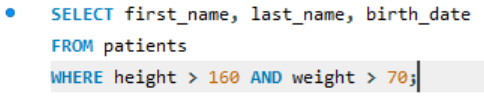 SELECT first_name, last_name, birth_date
FROM patients
WHERE height > 160 AND weight > 70;